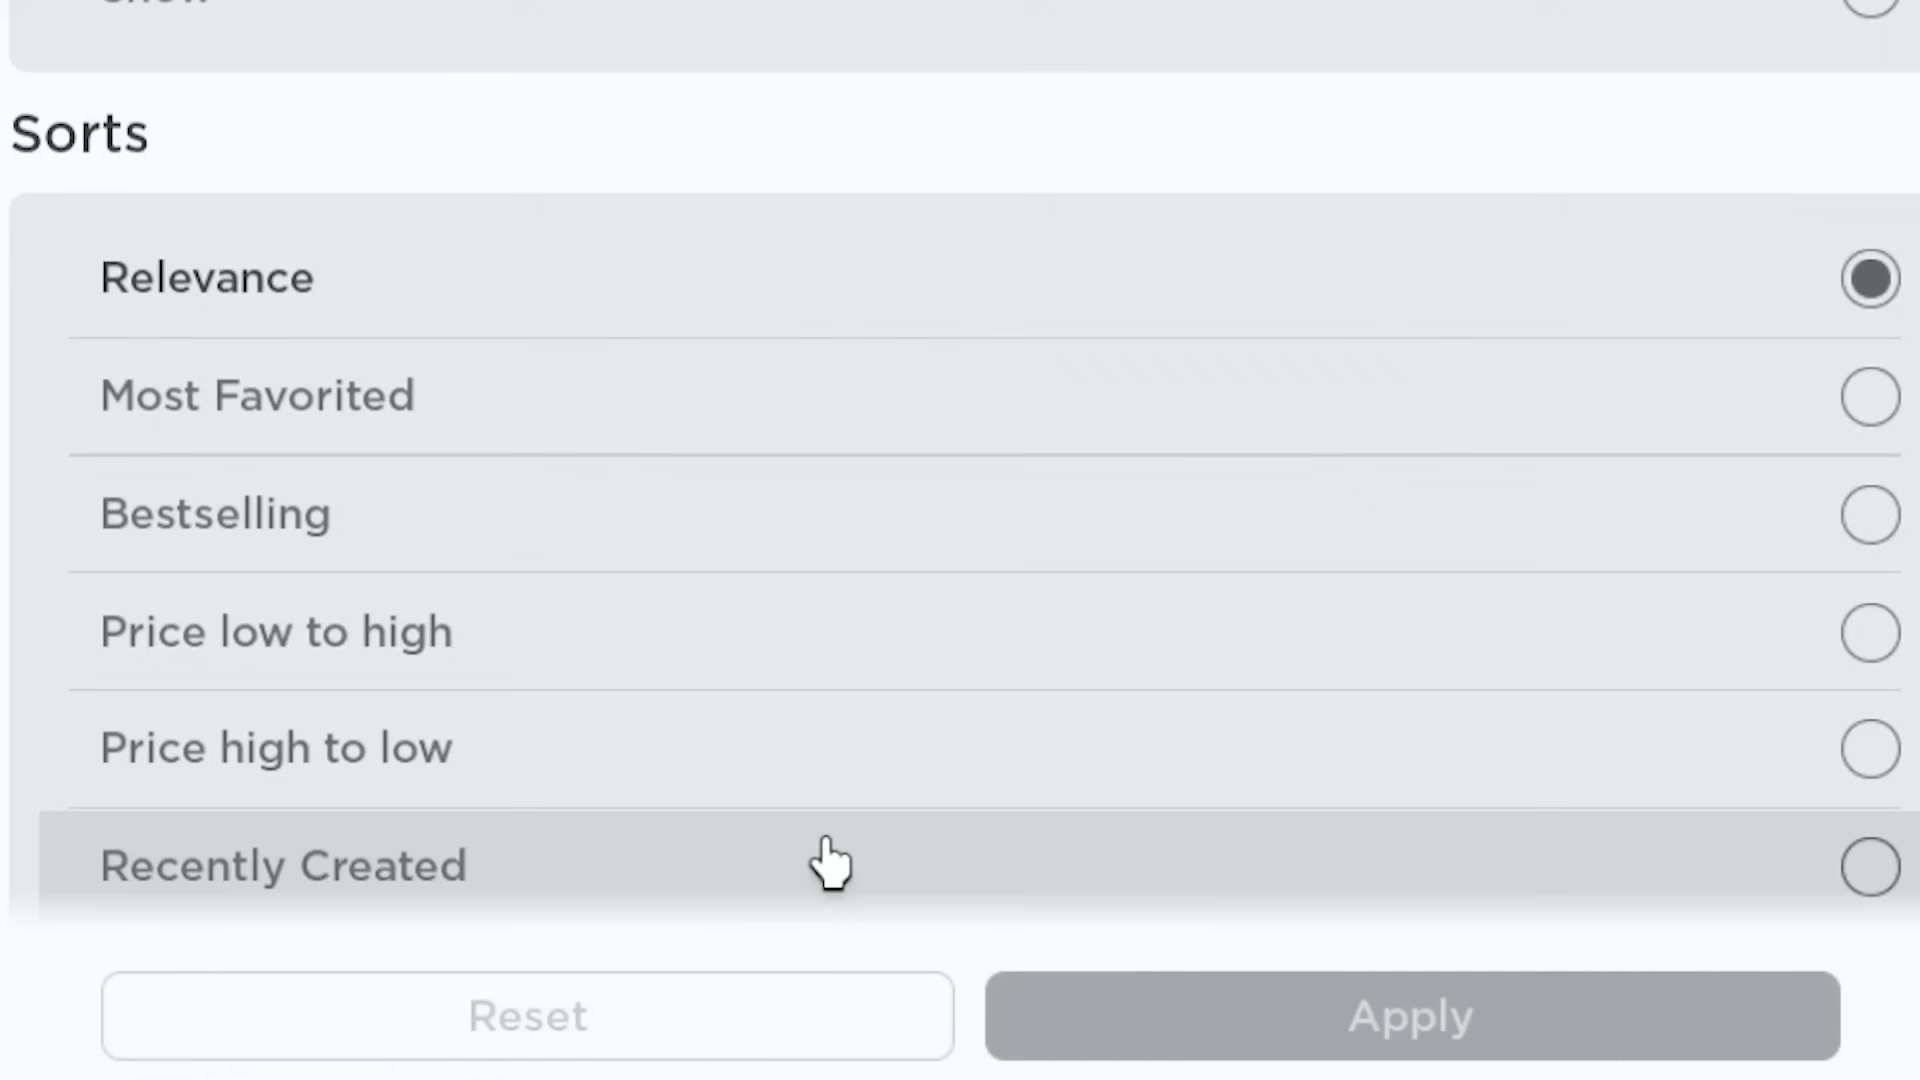 Sorts
Relevance
Most Favorited
Bestselling
Price low to high
Price high to low
Recently Created
Reset
Apply